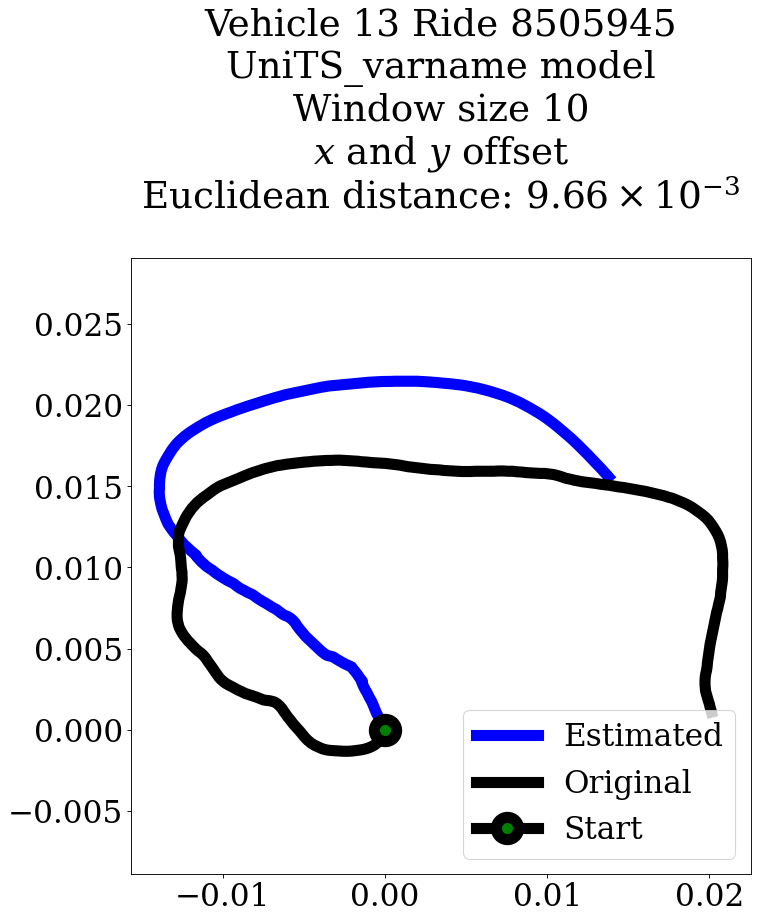 Vehicle 13 Ride 8505945
UniTS_varname model
Window size 10
x and y offset
Euclidean distance: 9.66 × 10⁻³
0.025
0.020
0.015
0.010
0.005
0.000
−0.005
Estimated
Original
Start
−0.01 0.00 0.01 0.02